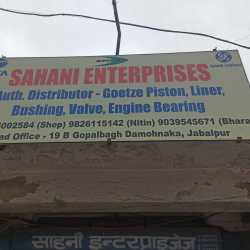 SAHANI ENTERPRISES
Auth. Distributor - Goetze Piston, Liner,
Bushing, Valve, Engine Bearing
002584 (Shop) 9826115142 (Nitin) 9039545671 (Bhara
ad Office - 19 B Gopalbagh Damohnaka, Jabalpur
साहनी इन्टरप्राइजेज